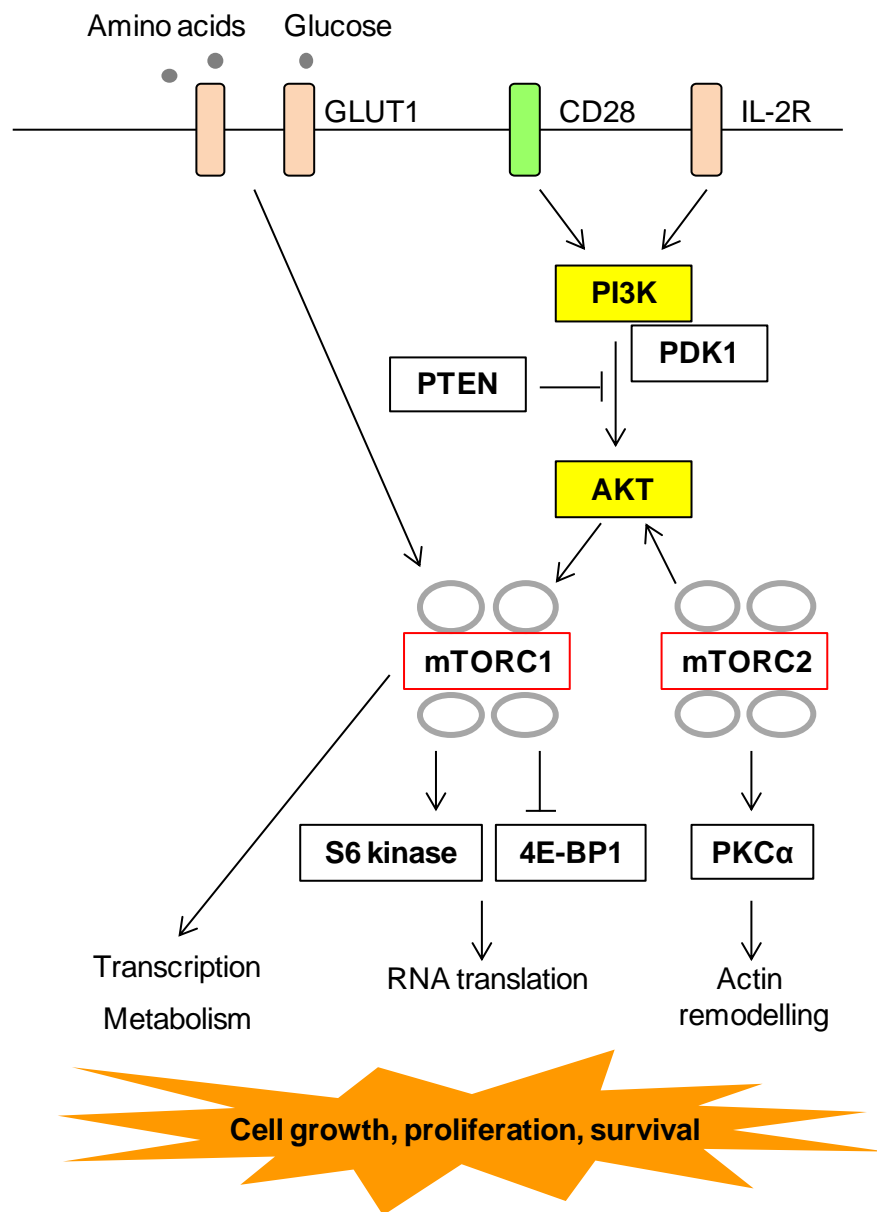 Amino acids
Glucose
GLUT1
CD28
IL-2R
PI3K
PDK1
PTEN
AKT
mTORC1
mTORC2
S6 kinase
4E-BP1
PKCα
Transcription
Metabolism
RNA translation
Actin
remodelling
Cell growth, proliferation, survival